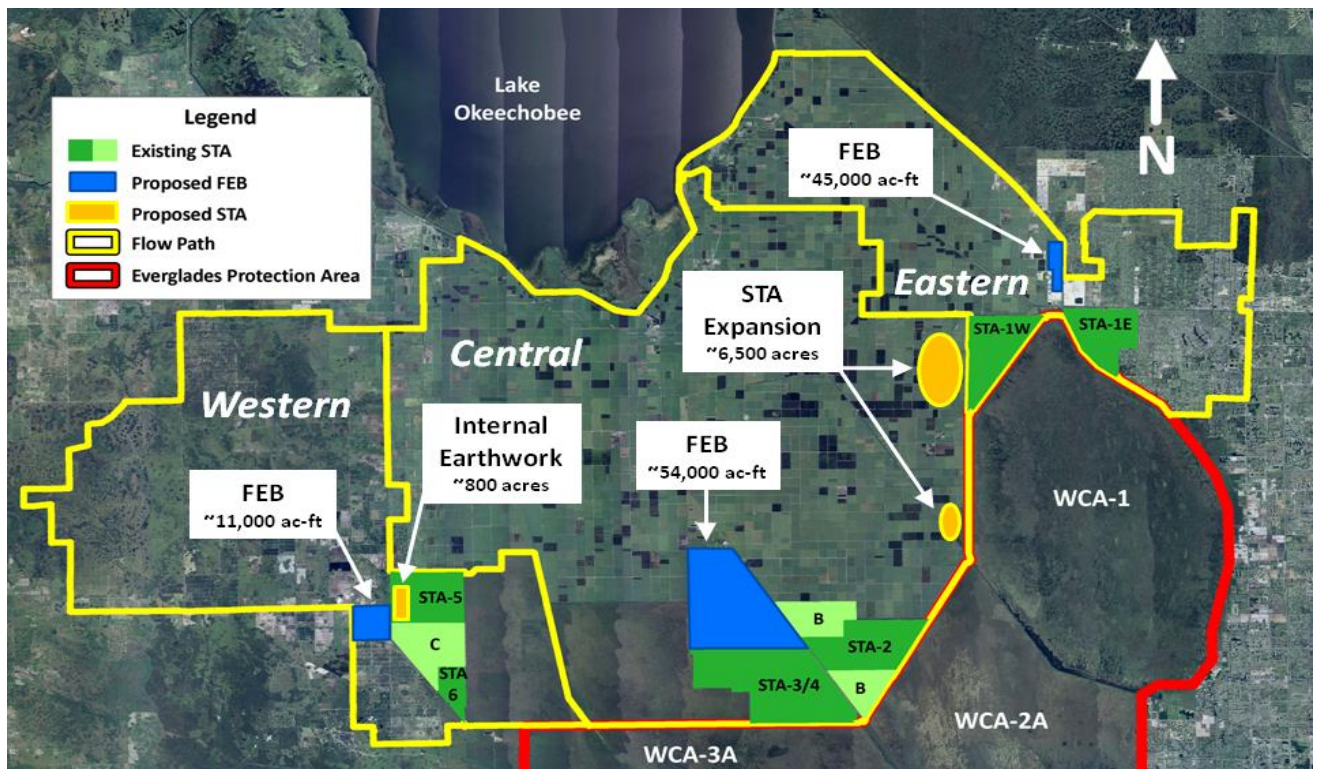 Lake
Okeechobee
N
Legend
Existing STA
Proposed FEB
Proposed STA
Flow Path
Everglades Protection Area
FEB
~45,000 ac-ft
Eastern
STA
Expansion
~6,500 acres
STA-1W
STA-1E
Central
Western
Internal
Earthwork
~800 acres
FEB
~54,000 ac-ft
FEB
~11,000 ac-ft
WCA-1
STA-5
C
STA
6
B
STA-2
STA-3/4
B
WCA-2A
WCA-3A